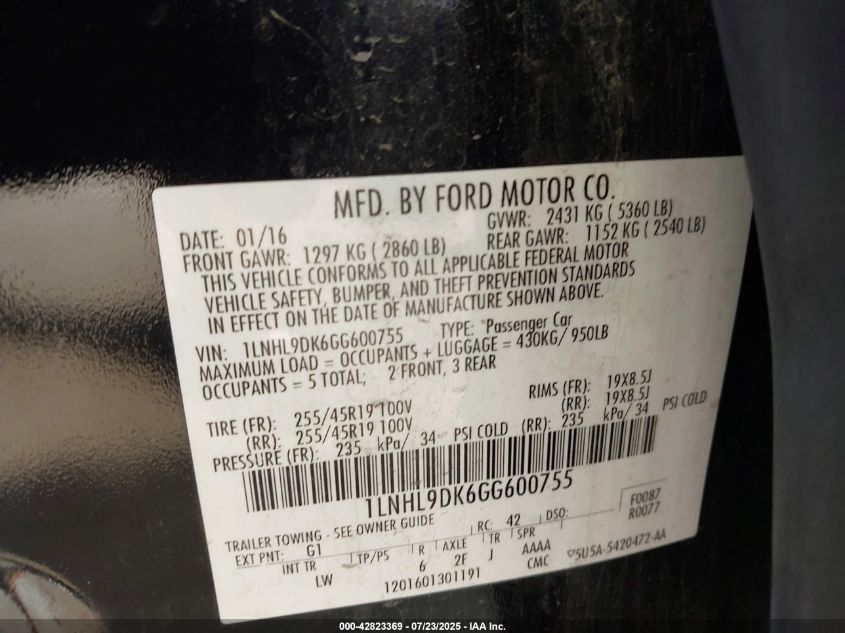 MFD. BY FORD MOTOR CO.
DATE: 01/16 GVWR: 2431 KG ( 5360 LB)
FRONT GAWR: 1297 KG ( 2860 LB) REAR GAWR: 1152 KG ( 2540 LB)
THIS VEHICLE CONFORMS TO ALL APPLICABLE FEDERAL MOTOR
VEHICLE SAFETY, BUMPER, AND THEFT PREVENTION STANDARDS
IN EFFECT ON THE DATE OF MANUFACTURE SHOWN ABOVE.
VIN: 1LNHL9DK6GG600755 TYPE: Passenger Car
MAXIMUM LOAD = OCCUPANTS + LUGGAGE = 430KG/ 950LB
OCCUPANTS = 5 TOTAL; 2 FRONT, 3 REAR
TIRE (FR): 255/45R19 100V RIMS (FR): 19X8.5J
(RR): 255/45R19 100V (RR): 19X8.5J
PRESSURE (FR): 235 kPa/ 34 PSI COLD (RR): 235 kPa/ 34 PSI COLD
1LNHL9DK6GG600755
TRAILER TOWING - SEE OWNER GUIDE
F0087
R0077
EXT PNT: G1 RC: 42 DSO:
INT TR TP/PS R AXLE TR SPR
LW 6 2F J AAAA
CMC
1201601301191
5U5A-5420472-AA
000-42823369 - 07/23/2025 - IAA Inc.